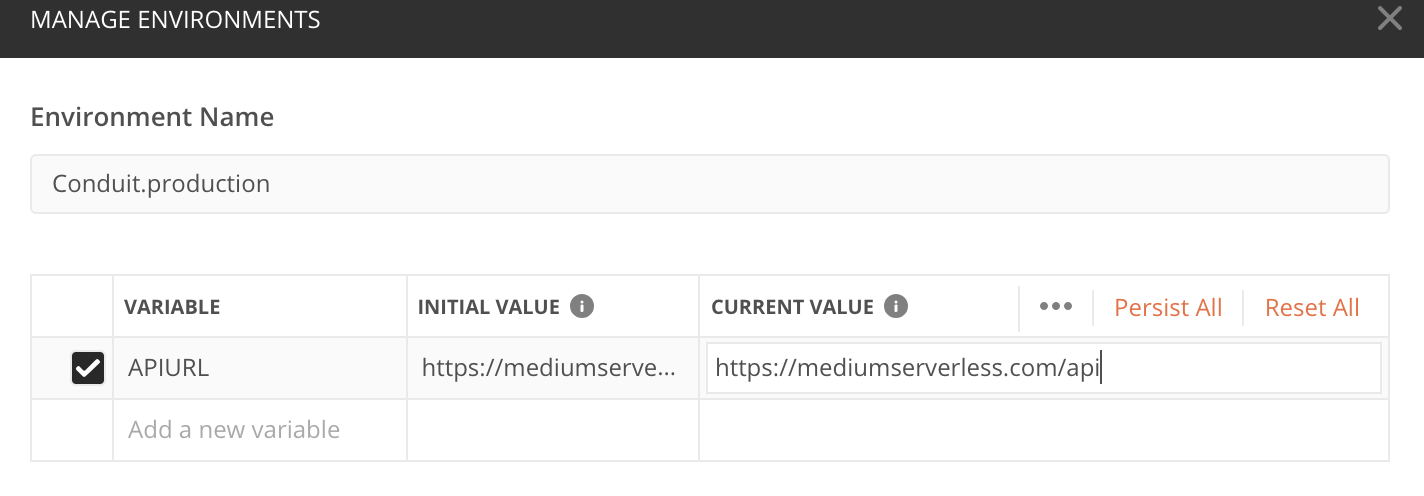 MANAGE ENVIRONMENTS
Environment Name
Conduit.production
VARIABLE INITIAL VALUE i CURRENT VALUE i ••• Persist All Reset All
APIURL https://mediumserve... https://mediumserverless.com/api
Add a new variable